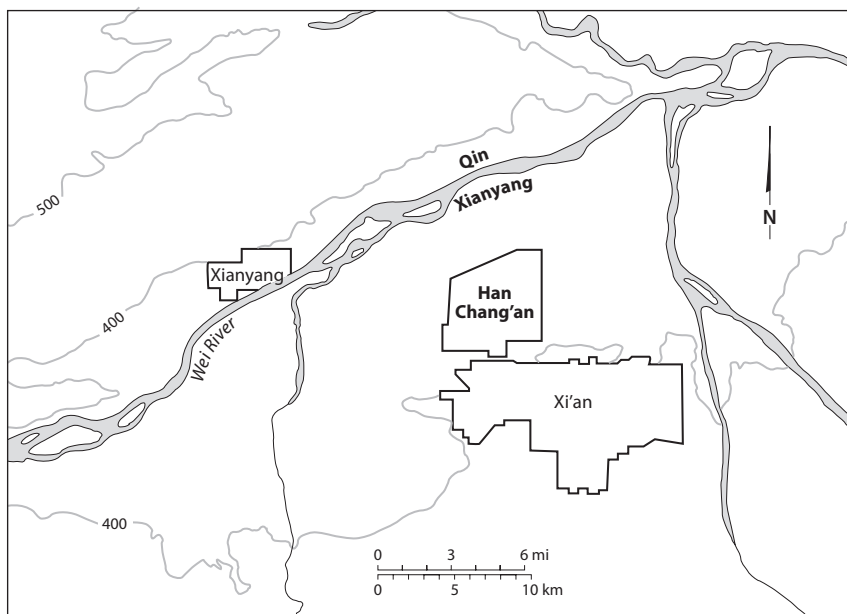 Qin
Xianyang
500
N
Xianyang
Han
Chang’an
400
Wei River
Xi’an
400
0 3 6 mi
0 5 10 km